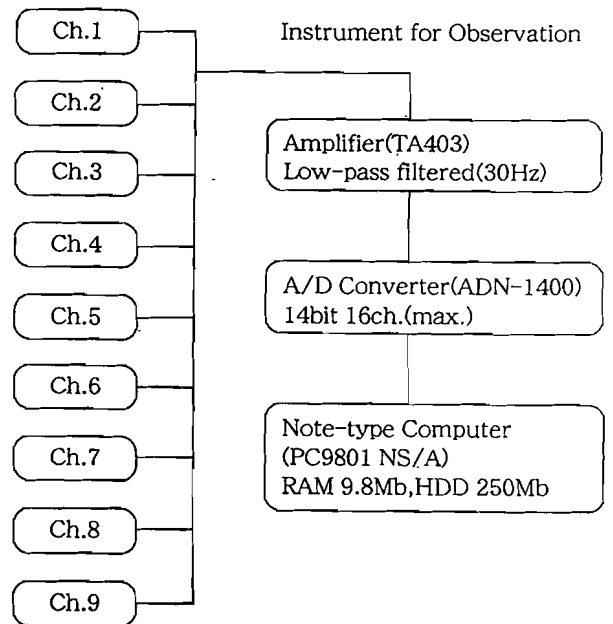 Instrument for Observation
Ch.1
Ch.2
Ch.3
Ch.4
Ch.5
Ch.6
Ch.7
Ch.8
Ch.9
Amplifier(TA403)
Low-pass filtered(30Hz)
A/D Converter(ADN-1400)
14bit 16ch.(max.)
Note-type Computer
(PC9801 NS/A)
RAM 9.8Mb,HDD 250Mb